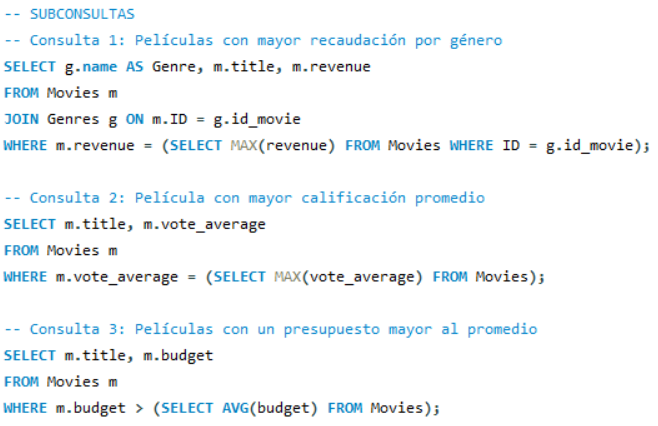 -- SUBCONSULTAS
-- Consulta 1: Películas con mayor recaudación por género
SELECT g.name AS Genre, m.title, m.revenue
FROM Movies m
JOIN Genres g ON m.ID = g.id_movie
WHERE m.revenue = (SELECT MAX(revenue) FROM Movies WHERE ID = g.id_movie);
-- Consulta 2: Película con mayor calificación promedio
SELECT m.title, m.vote_average
FROM Movies m
WHERE m.vote_average = (SELECT MAX(vote_average) FROM Movies);
-- Consulta 3: Películas con un presupuesto mayor al promedio
SELECT m.title, m.budget
FROM Movies m
WHERE m.budget > (SELECT AVG(budget) FROM Movies);